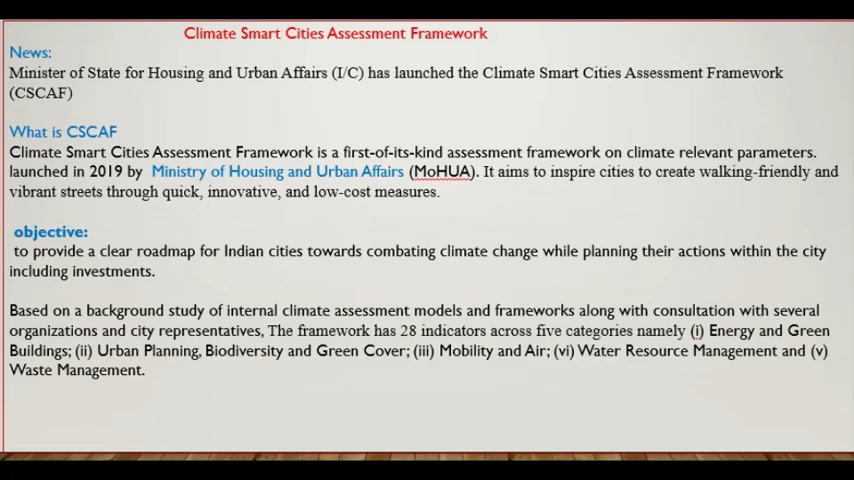 Climate Smart Cities Assessment Framework
News:
Minister of State for Housing and Urban Affairs (I/C) has launched the Climate Smart Cities Assessment Framework
(CSCAF)
What is CSCAF
Climate Smart Cities Assessment Framework is a first-of-its-kind assessment framework on climate relevant parameters.
launched in 2019 by Ministry of Housing and Urban Affairs (MoHUA). It aims to inspire cities to create walking-friendly and
vibrant streets through quick, innovative, and low-cost measures.
objective:
to provide a clear roadmap for Indian cities towards combating climate change while planning their actions within the city
including investments.
Based on a background study of internal climate assessment models and frameworks along with consultation with several
organizations and city representatives, The framework has 28 indicators across five categories namely (i) Energy and Green
Buildings; (ii) Urban Planning, Biodiversity and Green Cover; (iii) Mobility and Air; (vi) Water Resource Management and (v)
Waste Management.